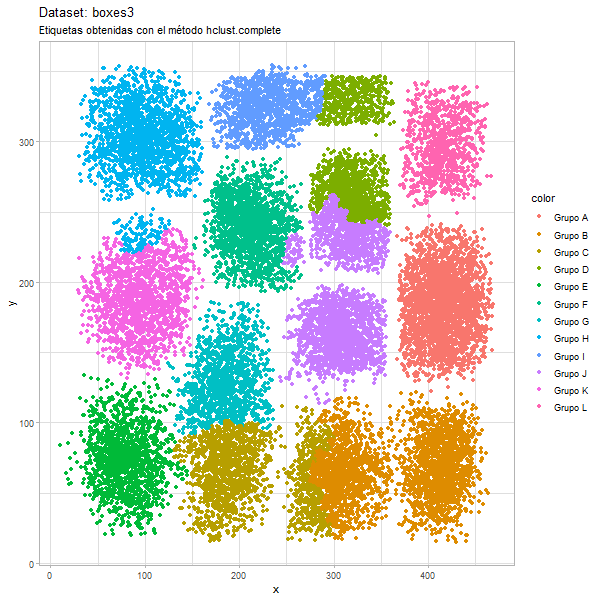 Dataset: boxes3
Etiquetas obtenidas con el método hclust.complete
y
300
200
100
0
0 100 200 300 400
x
color
Grupo A
Grupo B
Grupo C
Grupo D
Grupo E
Grupo F
Grupo G
Grupo H
Grupo I
Grupo J
Grupo K
Grupo L